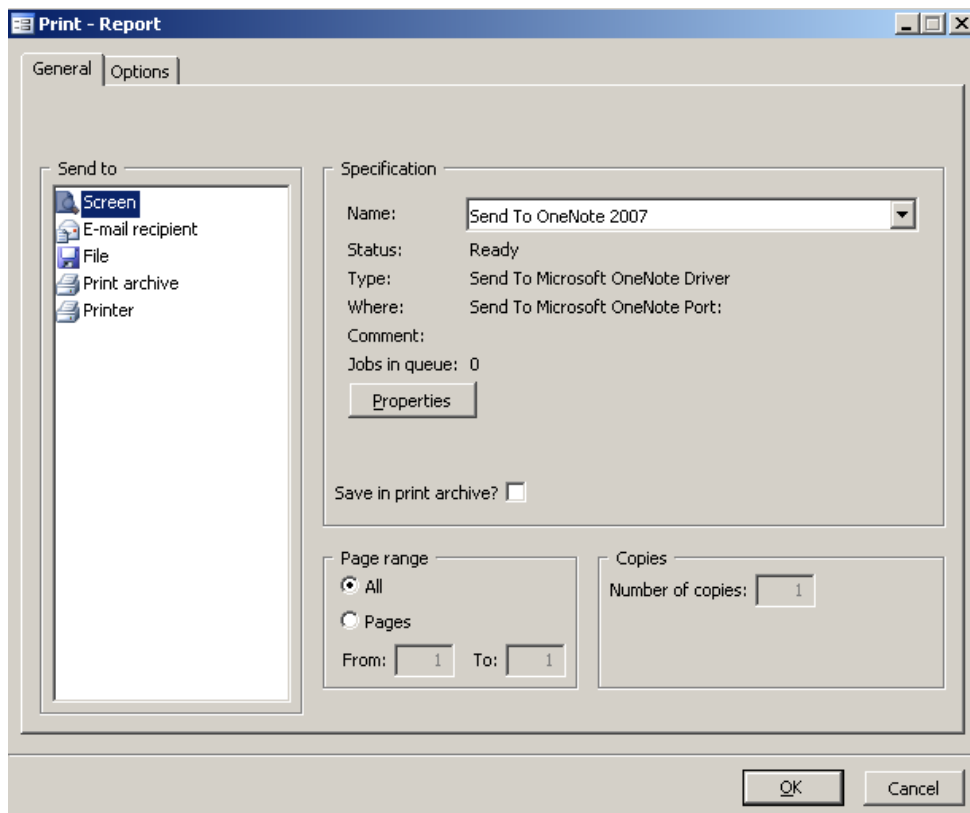 Print - Report
General Options
Send to
Screen
E-mail recipient
File
Print archive
Printer
Specification
Name: Send To OneNote 2007
Status: Ready
Type: Send To Microsoft OneNote Driver
Where: Send To Microsoft OneNote Port:
Comment:
Jobs in queue: 0
Properties
Save in print archive?
Page range
All
Pages
From: 1 To: 1
Copies
Number of copies: 1
OK Cancel